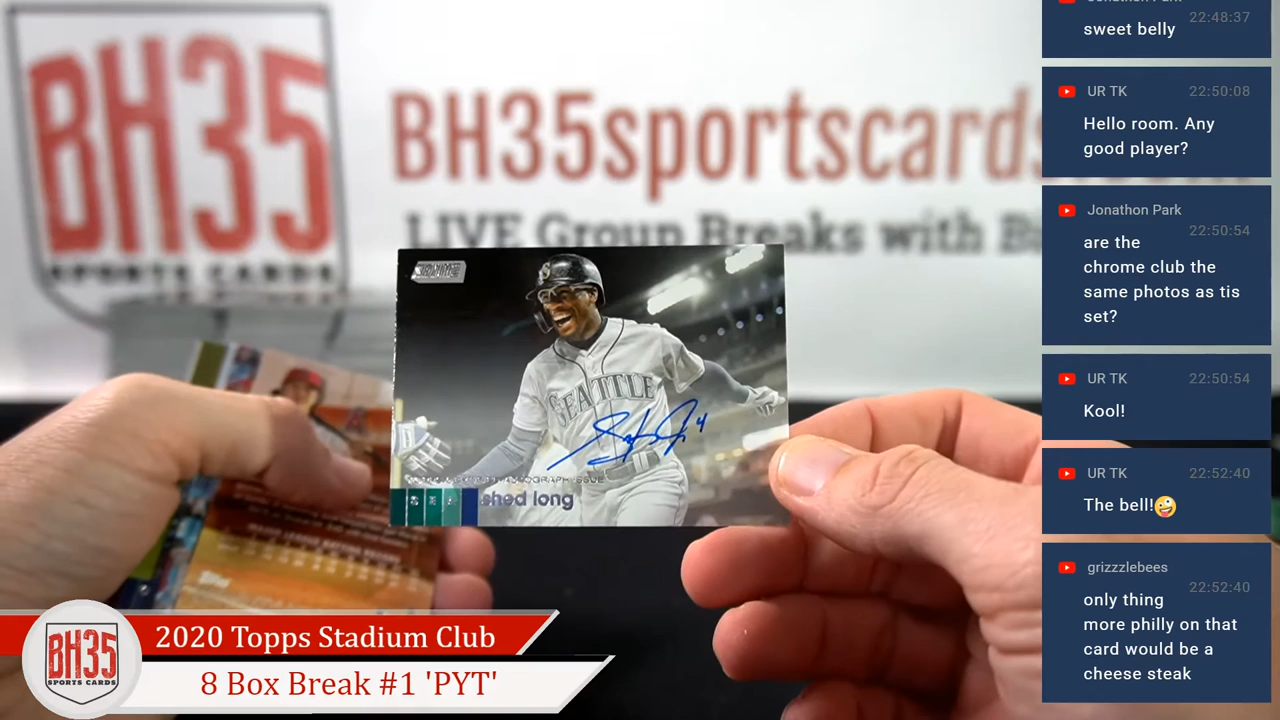 BH35
SPORTS CARDS
BH35sportscards
LIVE Group Breaks with B
SEATTLE
AUTOGRAPH ISSUE
shed long
Topps
BH35
SPORTS CARDS
2020 Topps Stadium Club
8 Box Break #1 'PYT'
22:48:37
sweet belly
UR TK 22:50:08
Hello room. Any
good player?
Jonathon Park
22:50:54
are the
chrome club the
same photos as tis
set?
UR TK 22:50:54
Kool!
UR TK 22:52:40
The bell!🤪
grizzzlebees
22:52:40
only thing
more philly on that
card would be a
cheese steak